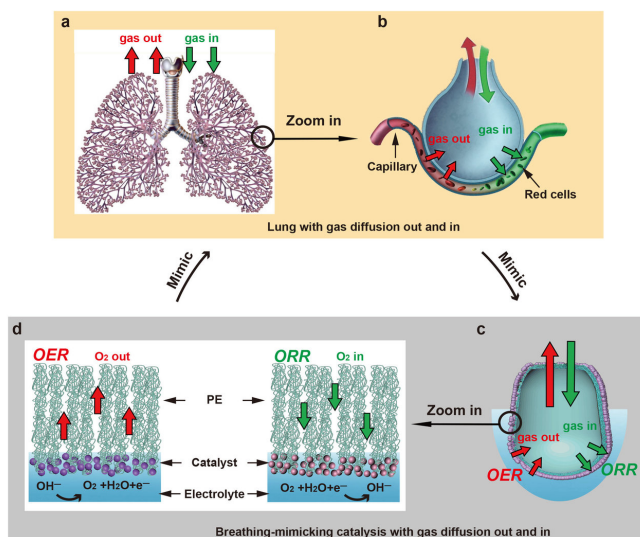 a
gas out
gas in
Zoom in
b
gas out
gas in
Capillary
Red cells
Lung with gas diffusion out and in
Mimic
Mimic
d
OER
O₂ out
ORR
O₂ in
PE
Catalyst
Electrolyte
OH⁻
O₂ +H₂O+e⁻
O₂ +H₂O+e⁻
OH⁻
Zoom in
c
gas out
gas in
OER
ORR
Breathing-mimicking catalysis with gas diffusion out and in